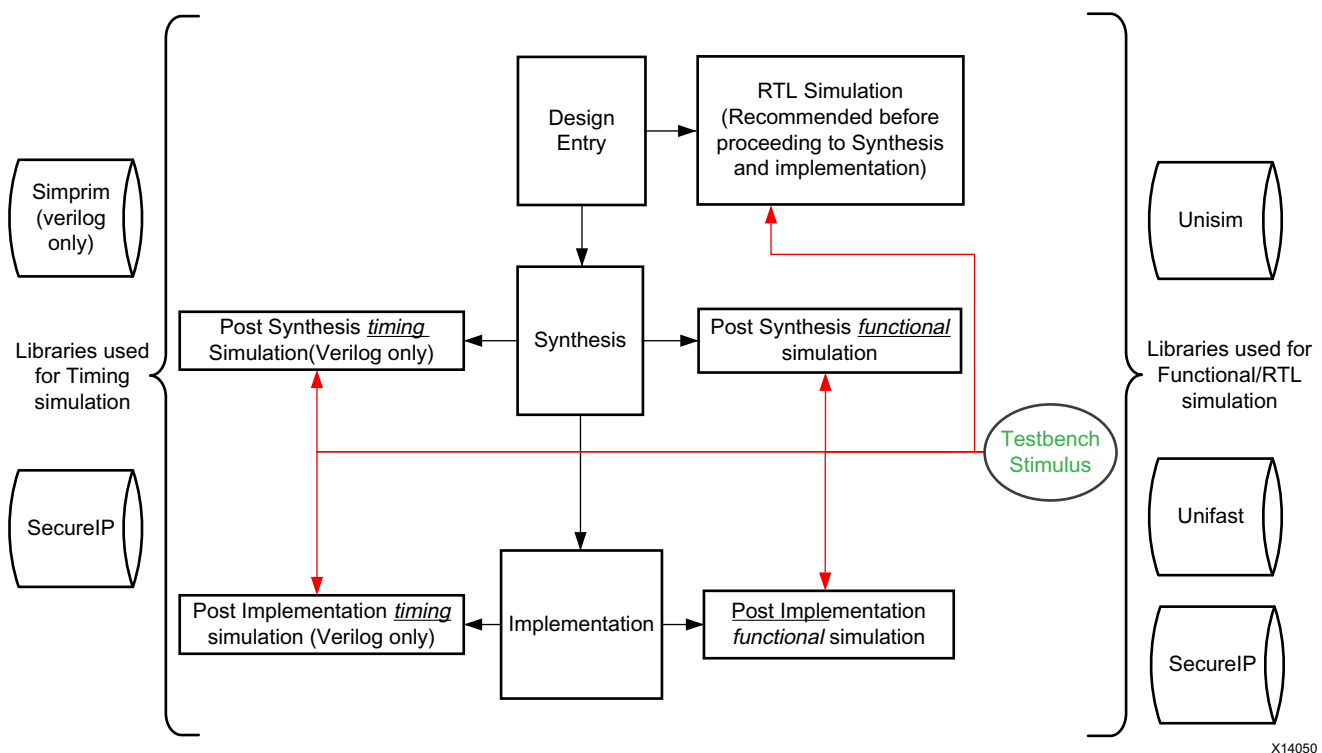 Design
Entry
RTL Simulation
(Recommended before
proceeding to Synthesis
and implementation)
Simprim
(verilog
only)
Unisim
Post Synthesis timing
Simulation(Verilog only)
Synthesis
Post Synthesis functional
simulation
Libraries used
for Timing
simulation
Libraries used for
Functional/RTL
simulation
Testbench
Stimulus
SecureIP
Unifast
Post Implementation timing
simulation (Verilog only)
Implementation
Post Implementation
functional simulation
SecureIP
X14050